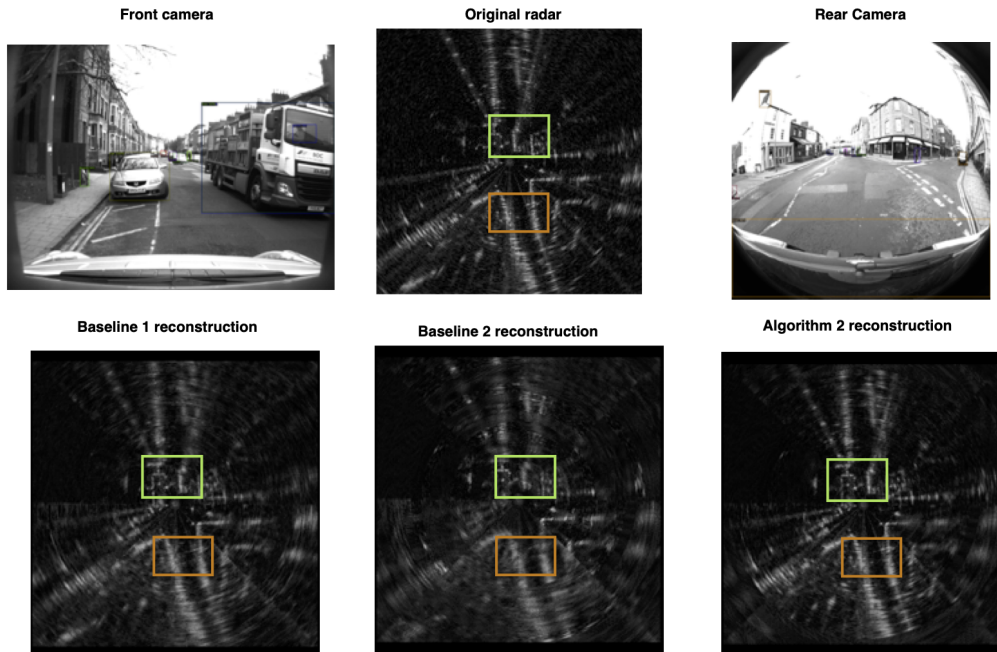 Front camera
Original radar
Rear Camera
Baseline 1 reconstruction
Baseline 2 reconstruction
Algorithm 2 reconstruction